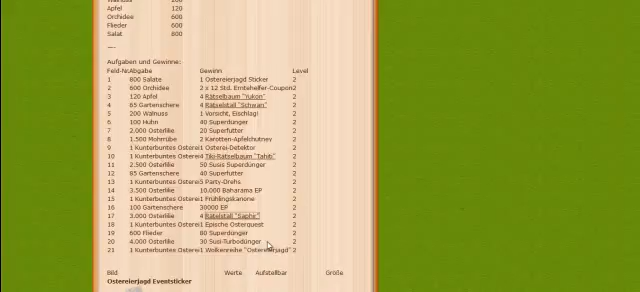 Walnuss 200
Apfel 120
Orchidee 600
Flieder 600
Salat 800
---
Aufgaben und Gewinne:
Feld-Nr. Abgabe Gewinn Level
1 800 Salate 1 Ostereierjagd Sticker 2
2 600 Orchidee 2 x 12 Std. Erntehelfer-Coupon 2
3 120 Apfel 4 Rätselbaum "Yukon" 2
4 85 Gartenschere 4 Rätselstall "Schwan" 2
5 200 Walnuss 1 Vorsicht, Eischlag! 2
6 100 Huhn 40 Superdünger 2
7 2.000 Osterlilie 20 Superfutter 2
8 1.500 Mohrrübe 2 Karotten-Apfelchutney 2
9 1 Kunterbuntes Osterei 1 Osterei-Detektor 2
10 1 Kunterbuntes Osterei 4 Tiki-Rätselbaum "Tahiti" 2
11 2.500 Osterlilie 50 Susis Superdünger 2
12 85 Gartenschere 40 Superfutter 2
13 1 Kunterbuntes Osterei 5 Party-Drehs 2
14 3.500 Osterlilie 10.000 Baharama EP 2
15 1 Kunterbuntes Osterei 1 Frühlingskanone 2
16 100 Gartenschere 30000 EP 2
17 3.000 Osterlilie 4 Rätselstall "Saphir" 2
18 1 Kunterbuntes Osterei 1 Epische Osterquest 2
19 600 Flieder 80 Superdünger 2
20 4.000 Osterlilie 30 Susi-Turbodünger 2
21 1 Kunterbuntes Osterei 1 Wolkenreihe "Ostereierjagd" 2
Bild Werte Aufstellbar Größe
Ostereierjagd Eventsticker